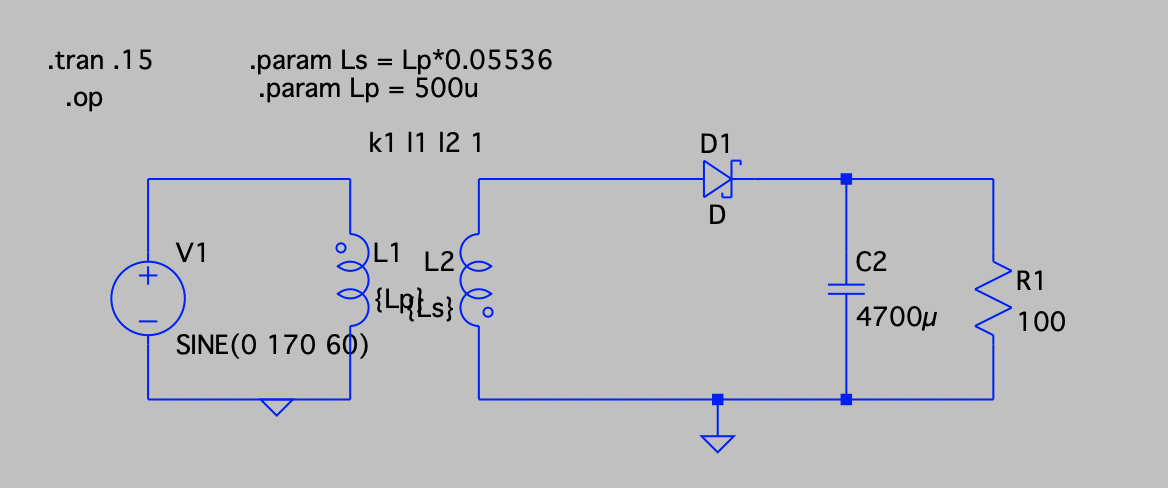 .tran .15
.param Ls = Lp*0.05536
.param Lp = 500u
.op
k1 l1 l2 1
D1
D
V1
L1
L2
{Lp}
{Ls}
SINE(0 170 60)
C2
4700µ
R1
100